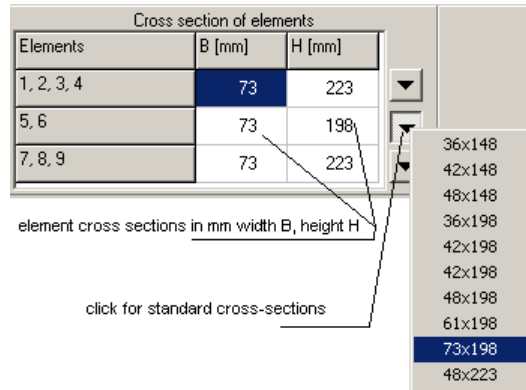 Cross section of elements
Elements B [mm] H [mm]
1, 2, 3, 4 73 223
5, 6 73 198
7, 8, 9 73 223
element cross sections in mm width B, height H
click for standard cross-sections
36x148
42x148
48x148
36x198
42x198
42x198
48x198
61x198
73x198
48x223